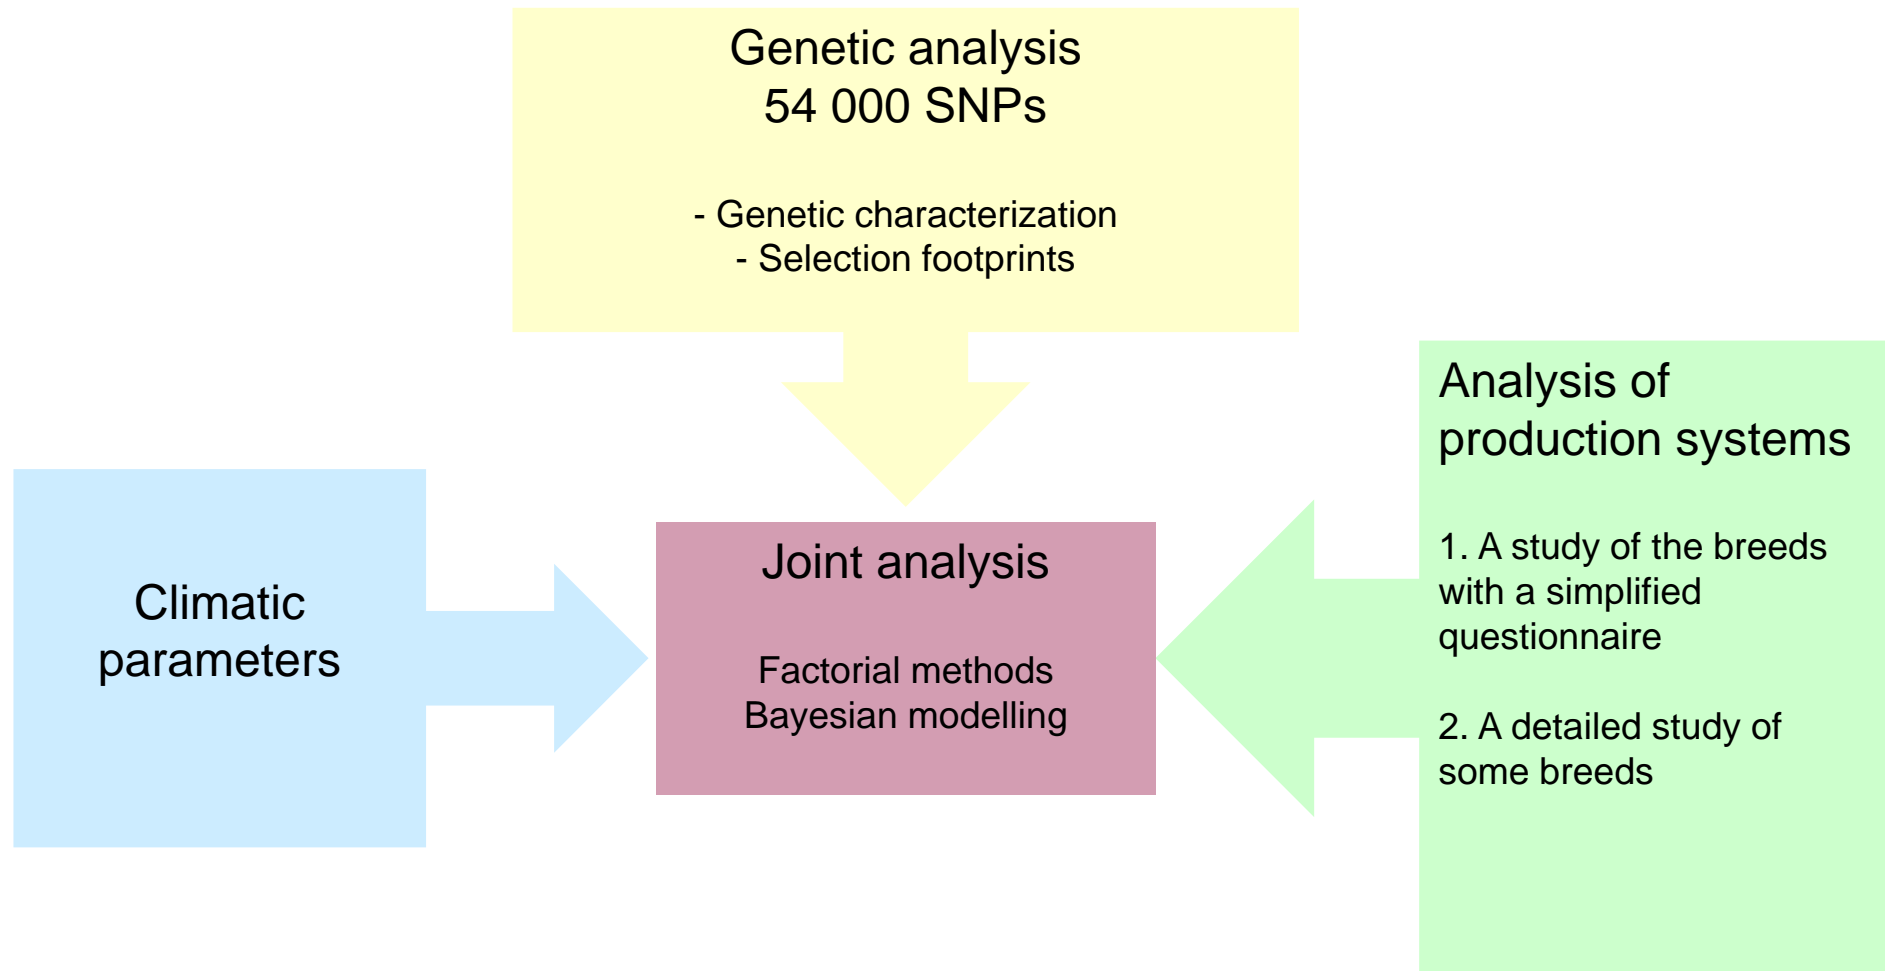 Genetic analysis
54 000 SNPs
- Genetic characterization
- Selection footprints
Climatic
parameters
Joint analysis
Factorial methods
Bayesian modelling
Analysis of
production systems
1. A study of the breeds
with a simplified
questionnaire
2. A detailed study of
some breeds